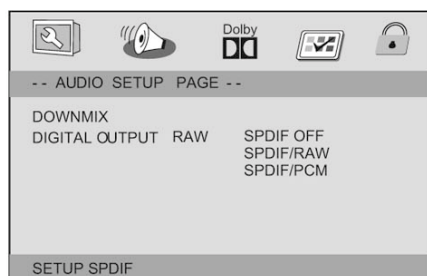 Dolby
-- AUDIO SETUP PAGE --
DOWNMIX
DIGITAL OUTPUT RAW SPDIF OFF
SPDIF/RAW
SPDIF/PCM
SETUP SPDIF